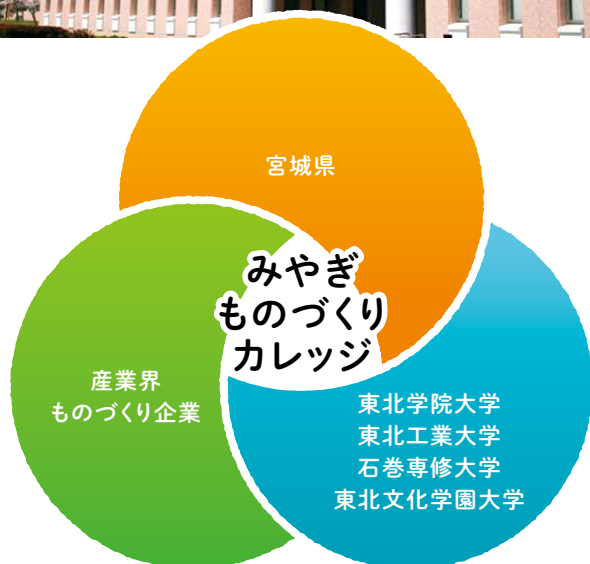 宮城県
みやぎ
ものづくり
カレッジ
産業界
ものづくり企業
東北学院大学
東北工業大学
石巻専修大学
東北文化学園大学